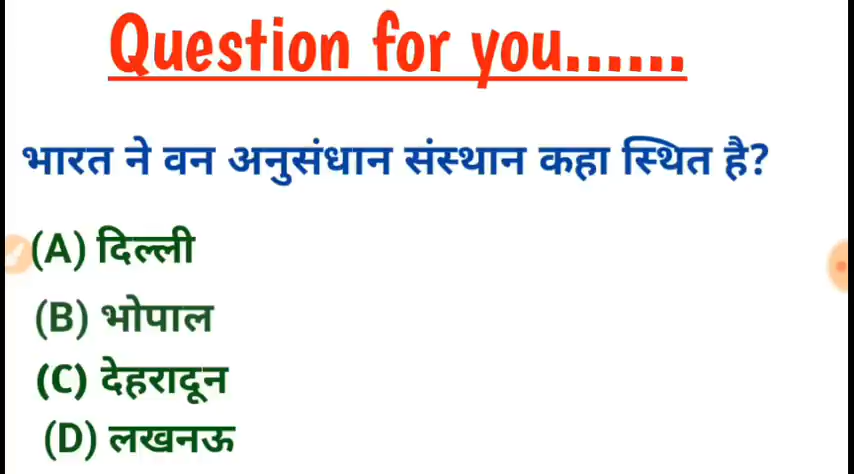 Question for you......
भारत ने वन अनुसंधान संस्थान कहा स्थित है?
(A) दिल्ली
(B) भोपाल
(C) देहरादून
(D) लखनऊ